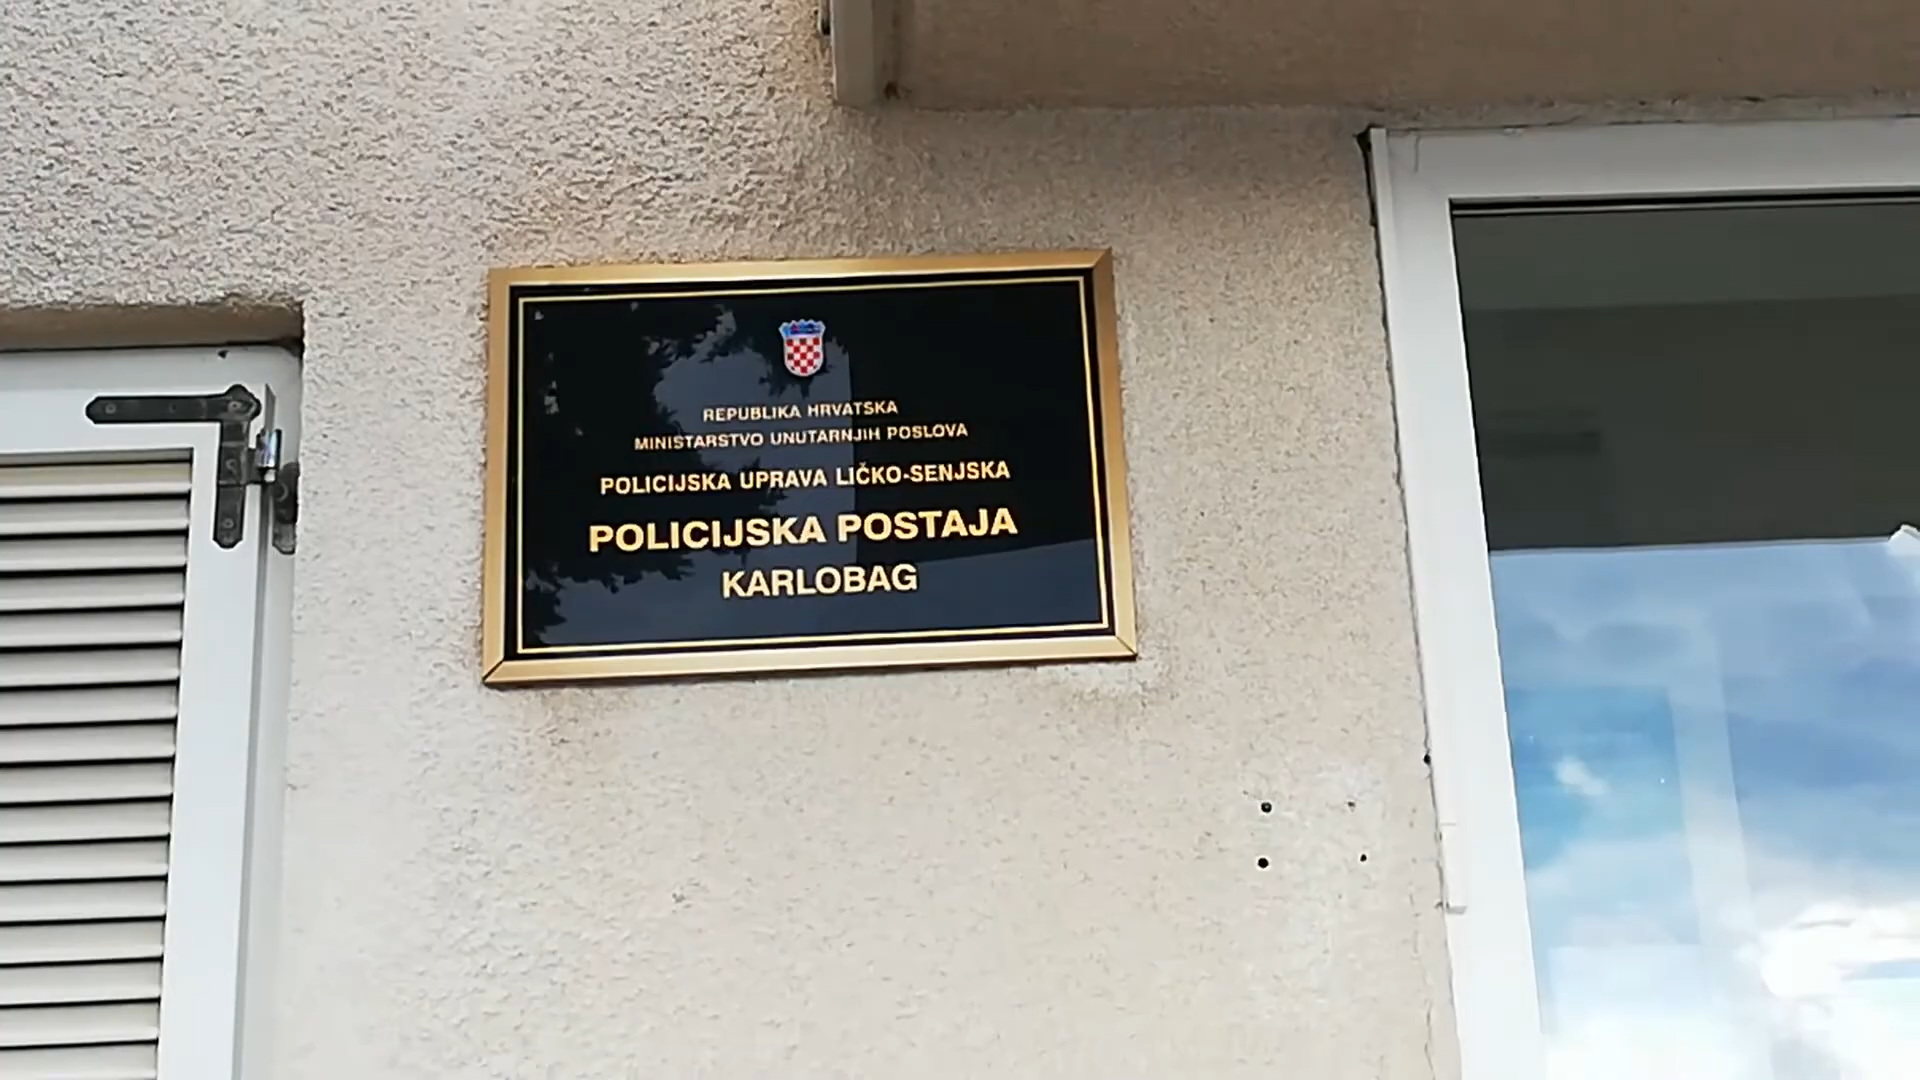 REPUBLIKA HRVATSKA
MINISTARSTVO UNUTARNJIH POSLOVA
POLICIJSKA UPRAVA LIČKO-SENJSKA
POLICIJSKA POSTAJA
KARLOBAG